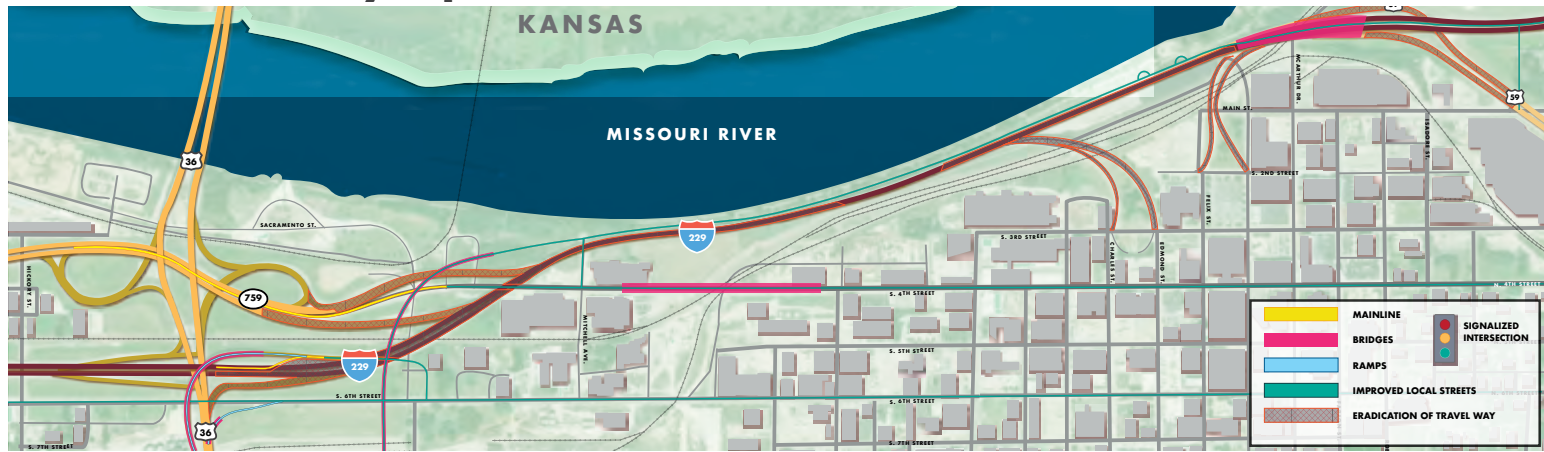 KANSAS
MISSOURI RIVER
36
SACRAMENTO ST.
HICKORY ST.
759
229
229
36
S. 6TH STREET
S. 7TH STREET
MITCHELL AVE.
S. 3RD STREET
S. 4TH STREET
S. 5TH STREET
S. 6TH STREET
S. 7TH STREET
CHARLES ST.
EDMOND ST.
FELIX ST.
S. 2ND STREET
MAIN ST.
MCARTHUR DR.
59
N. 4TH STREET
MAINLINE
BRIDGES
RAMPS
IMPROVED LOCAL STREETS
ERADICATION OF TRAVEL WAY
SIGNALIZED
INTERSECTION